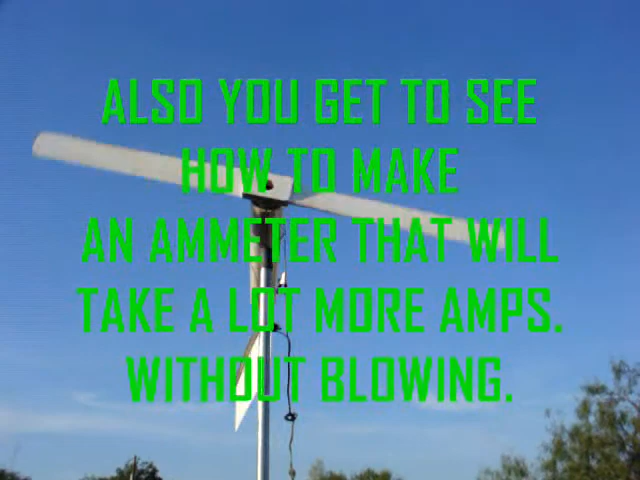 ALSO YOU GET TO SEE
HOW TO MAKE
AN AMMETER THAT WILL
TAKE A LOT MORE AMPS.
WITHOUT BLOWING.